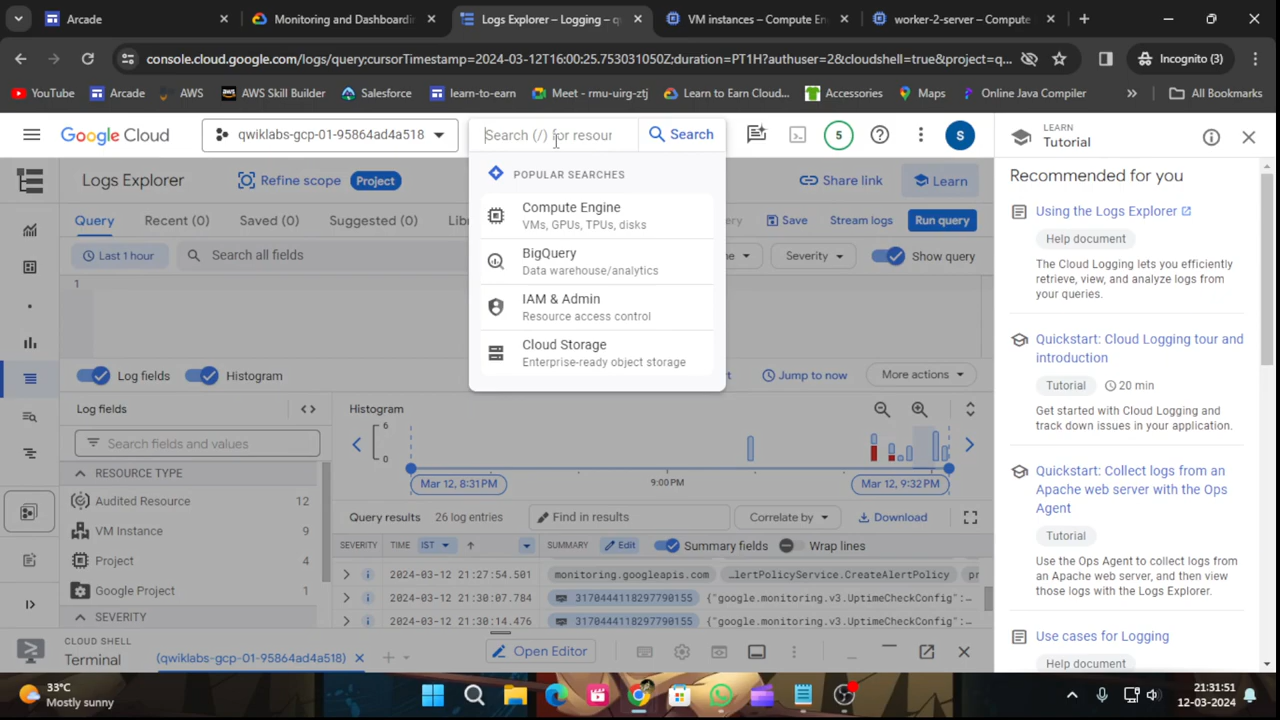 Arcade
Monitoring and Dashboardin
Logs Explorer – Logging – q
VM instances – Compute En
worker-2-server – Compute
console.cloud.google.com/logs/query;cursorTimestamp=2024-03-12T16:00:25.753031050Z;duration=PT1H?authuser=2&cloudshell=true&project=q...
Incognito (3)
YouTube
Arcade
AWS
AWS Skill Builder
Salesforce
learn-to-earn
Meet - rmu-uirg-ztj
Learn to Earn Cloud...
Accessories
Maps
Online Java Compiler
All Bookmarks
Google Cloud
qwiklabs-gcp-01-95864ad4a518
Search (/) for resour
Search
5
S
LEARN
Tutorial
Logs Explorer
Refine scope
Project
Share link
Learn
POPULAR SEARCHES
Compute Engine
VMs, GPUs, TPUs, disks
BigQuery
Data warehouse/analytics
IAM & Admin
Resource access control
Cloud Storage
Enterprise-ready object storage
Query
Recent (0)
Saved (0)
Suggested (0)
Save
Stream logs
Run query
Last 1 hour
Search all fields
Severity
Show query
1
Log fields
Histogram
Jump to now
More actions
Log fields
Search fields and values
RESOURCE TYPE
Audited Resource 12
VM Instance 9
Project 4
Google Project 1
SEVERITY
Histogram
6
0
Mar 12, 8:31 PM
9:00 PM
Mar 12, 9:32 PM
Query results
26 log entries
Find in results
Correlate by
Download
SEVERITY
TIME
IST
SUMMARY
Edit
Summary fields
Wrap lines
2024-03-12 21:27:54.501 monitoring.googleapis.com …lertPolicyService.CreateAlertPolicy
2024-03-12 21:30:07.784 3170444118297790155 {"google.monitoring.v3.UptimeCheckConfig":…
2024-03-12 21:30:14.476 3170444118297790155 {"google.monitoring.v3.UptimeCheckConfig":…
Recommended for you
Using the Logs Explorer
Help document
The Cloud Logging lets you efficiently
retrieve, view, and analyze logs from
your queries.
Quickstart: Cloud Logging tour and
introduction
Tutorial
20 min
Get started with Cloud Logging and
track down issues in your application.
Quickstart: Collect logs from an
Apache web server with the Ops
Agent
Tutorial
Use the Ops Agent to collect logs from
an Apache web server, and then view
those logs with the Logs Explorer.
Use cases for Logging
Help document
CLOUD SHELL
Terminal
(qwiklabs-gcp-01-95864ad4a518)
Open Editor
33°C
Mostly sunny
21:31:51
12-03-2024